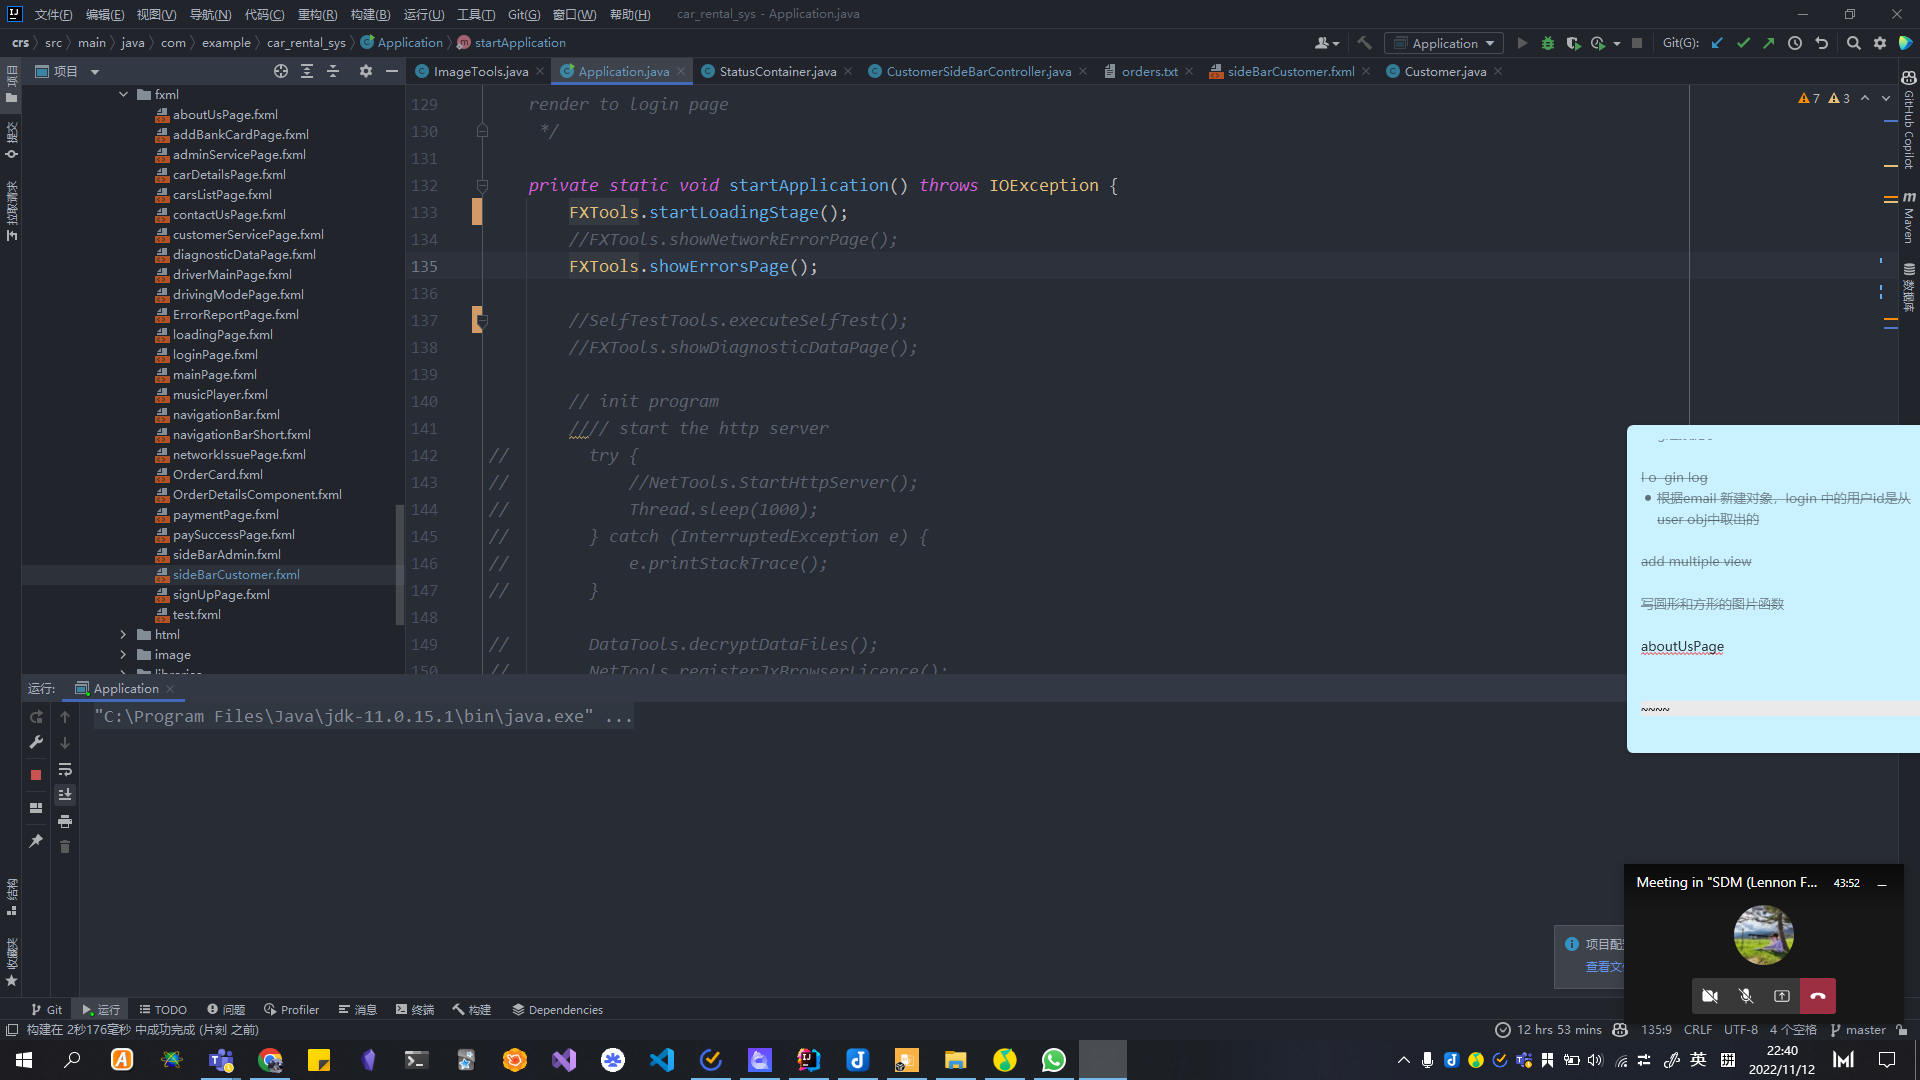 文件(F) 编辑(E) 视图(V) 导航(N) 代码(C) 重构(R) 构建(B) 运行(U) 工具(T) Git(G) 窗口(W) 帮助(H) car_rental_sys - Application.java
crs src main java com example car_rental_sys Application startApplication
Application Git(G):
项目
ImageTools.java Application.java StatusContainer.java CustomerSideBarController.java orders.txt sideBarCustomer.fxml Customer.java
7 3
项目
提交
拉取请求
结构
收藏夹
GitHub Copilot
Maven
数据库
fxml
aboutUsPage.fxml
addBankCardPage.fxml
adminServicePage.fxml
carDetailsPage.fxml
carsListPage.fxml
contactUsPage.fxml
customerServicePage.fxml
diagnosticDataPage.fxml
driverMainPage.fxml
drivingModePage.fxml
ErrorReportPage.fxml
loadingPage.fxml
loginPage.fxml
mainPage.fxml
musicPlayer.fxml
navigationBar.fxml
navigationBarShort.fxml
networkIssuePage.fxml
OrderCard.fxml
OrderDetailsComponent.fxml
paymentPage.fxml
paySuccessPage.fxml
sideBarAdmin.fxml
sideBarCustomer.fxml
signUpPage.fxml
test.fxml
html
image
129 render to login page
130 */
131
132 private static void startApplication() throws IOException {
133 FXTools.startLoadingStage();
134 //FXTools.showNetworkErrorPage();
135 FXTools.showErrorsPage();
136
137 //SelfTestTools.executeSelfTest();
138 //FXTools.showDiagnosticDataPage();
139
140 // init program
141 //// start the http server
142 // try {
143 // //NetTools.StartHttpServer();
144 // Thread.sleep(1000);
145 // } catch (InterruptedException e) {
146 // e.printStackTrace();
147 // }
148
149 // DataTools.decryptDataFiles();
150 // NetTools.registerJxBrowserLicence();
l o gin log
根据email 新建对象，login 中的用户id是从
user obj中取出的
add multiple view
写圆形和方形的图片函数
aboutUsPage
~~~~
运行: Application
"C:\Program Files\Java\jdk-11.0.15.1\bin\java.exe" ...
Meeting in "SDM (Lennon F... 43:52
项目配
查看文
Git 运行 TODO 问题 Profiler 消息 终端 构建 Dependencies
构建在 2秒176毫秒 中成功完成 (片刻 之前) 12 hrs 53 mins 135:9 CRLF UTF-8 4 个空格 master
英
22:40
2022/11/12